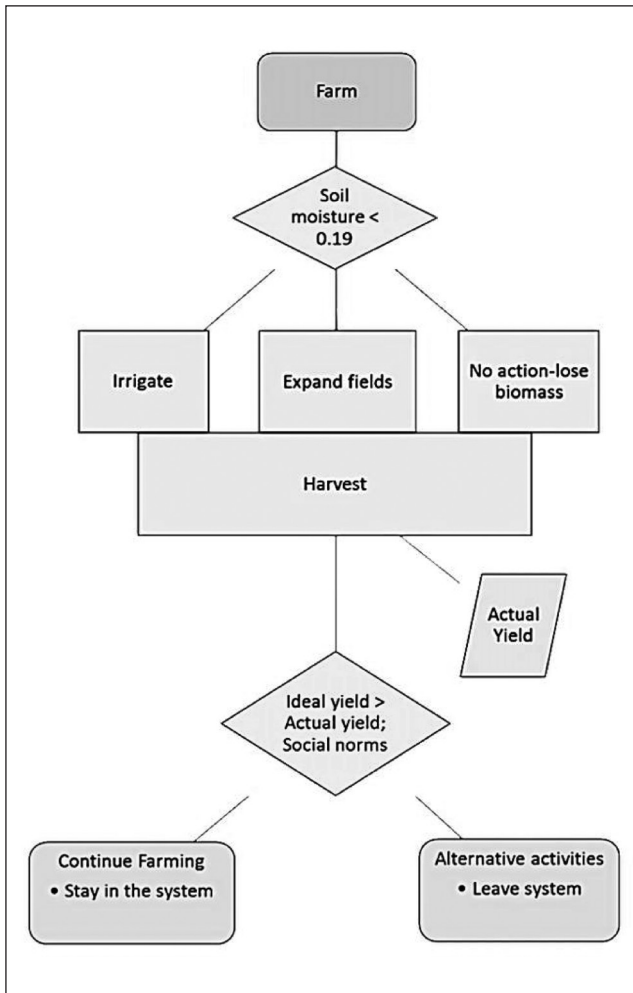 Farm
Soil
moisture <
0.19
Irrigate
Expand fields
No action-lose
biomass
Harvest
Actual
Yield
Ideal yield >
Actual yield;
Social norms
Continue Farming
• Stay in the system
Alternative activities
• Leave system